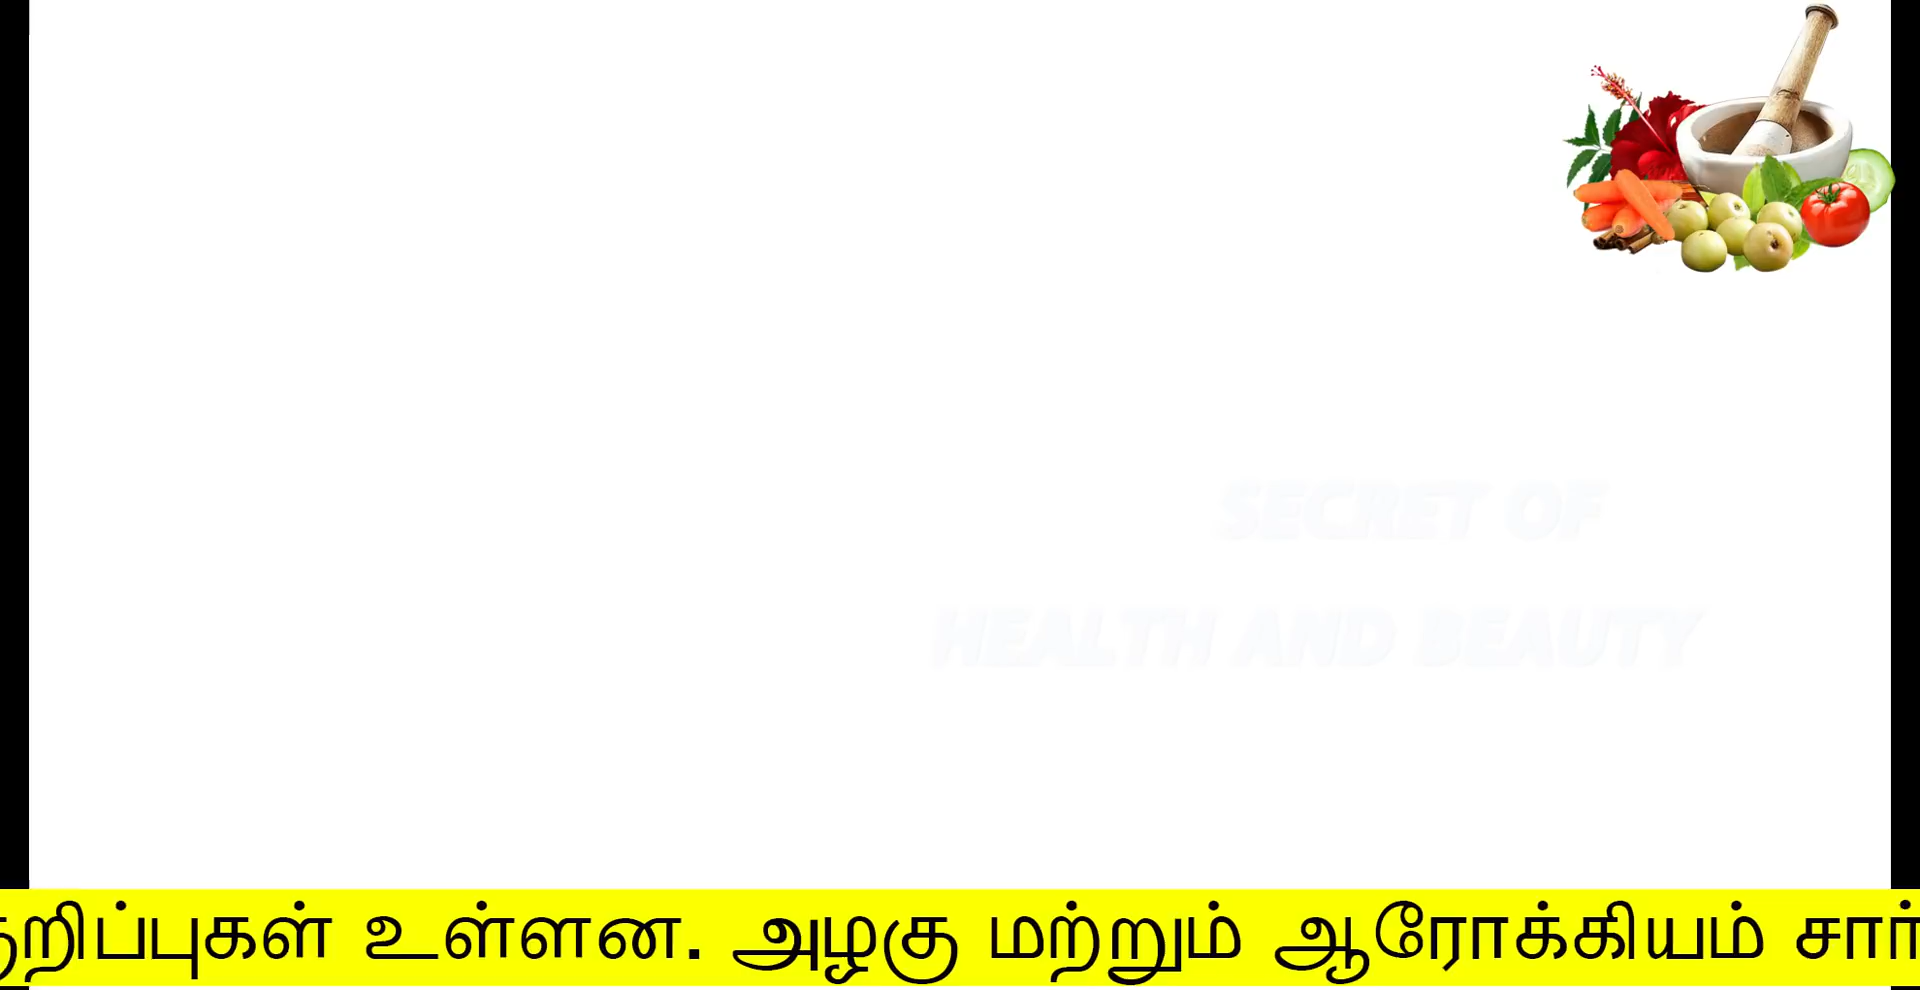 SECRET OF
HEALTH AND BEAUTY
குறிப்புகள் உள்ளன. அழகு மற்றும் ஆரோக்கியம்